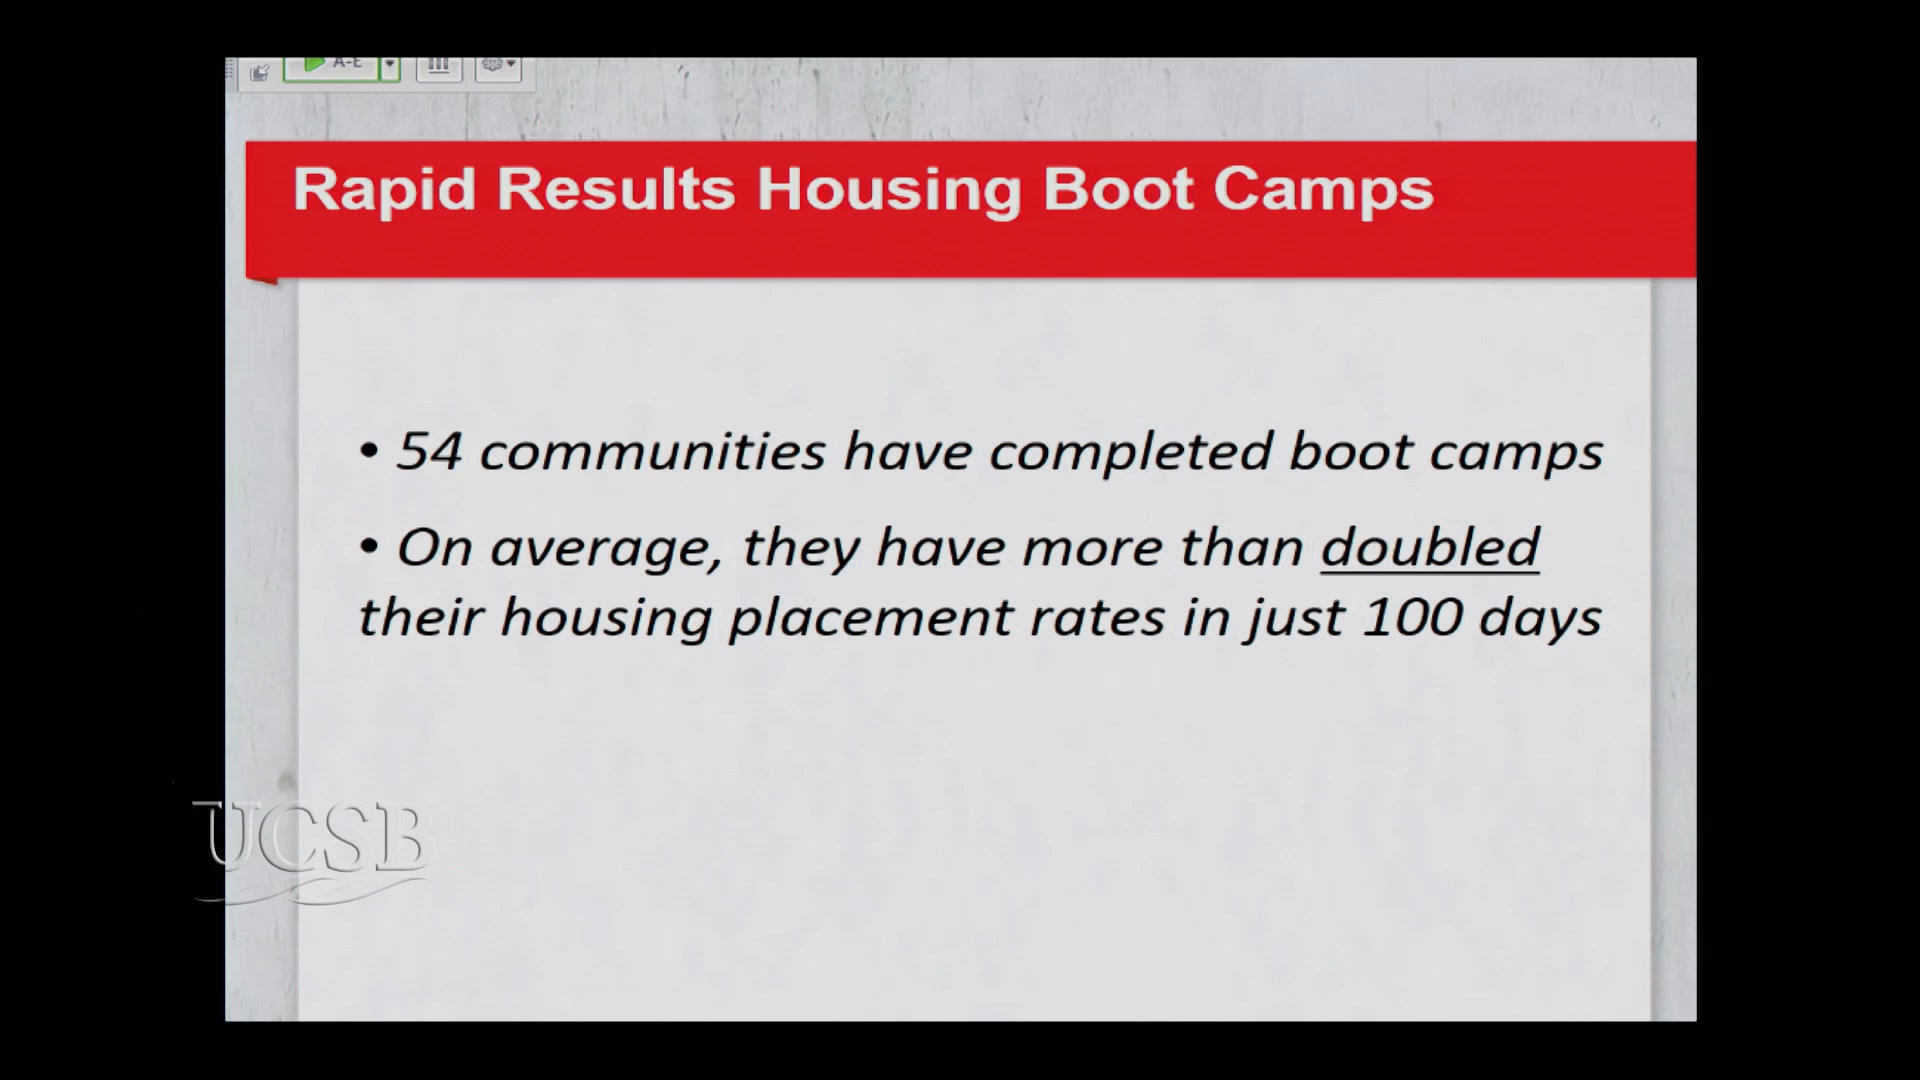 A-E
Rapid Results Housing Boot Camps
• 54 communities have completed boot camps
• On average, they have more than doubled
their housing placement rates in just 100 days
UCSB